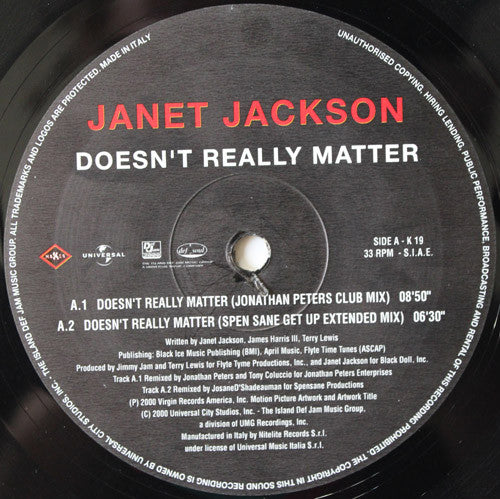 ALL TRADEMARKS AND LOGOS ARE PROTECTED. MADE IN ITALY
UNAUTHORISED COPYING, HIRING LENDING, PUBLIC PERFORMANCE, BROADCASTING AND RENTAL OF THIS RECORDING PROHIBITED. THE COPYRIGHT IN THIS SOUND RECORDING IS OWNED BY UNIVERSAL CITY STUDIOS, INC. - THE ISLAND DEF JAM MUSIC GROUP.
JANET JACKSON
DOESN'T REALLY MATTER
UNIVERSAL
def soul
SIDE A - K 19
33 RPM - S.I.A.E.
A.1 DOESN'T REALLY MATTER (JONATHAN PETERS CLUB MIX) 08'50"
A.2 DOESN'T REALLY MATTER (SPEN SANE GET UP EXTENDED MIX) 06'30"
Written by Janet Jackson, James Harris III, Terry Lewis
Publishing: Black Ice Music Publishing (BMI), April Music, Flyte Time Tunes (ASCAP)
Produced by Jimmy Jam and Terry Lewis for Flyte Tyme Productions, Inc., and Janet Jackson for Black Doll, Inc.
Track A.1 Remixed by Jonathan Peters and Tony Coluccio for Jonathan Peters Enterprises
Track A.2 Remixed by JosaneD'Shadeauman for Spensane Productions
(P) 2000 Virgin Records America, Inc. Motion Picture Artwork and Artwork Title
(C) 2000 Universal City Studios, Inc. - The Island Def Jam Music Group,
a division of UMG Recordings, Inc.
Manufactured in Italy by Nitelite Records S.r.l.
under license of Universal Music Italia S.r.l.